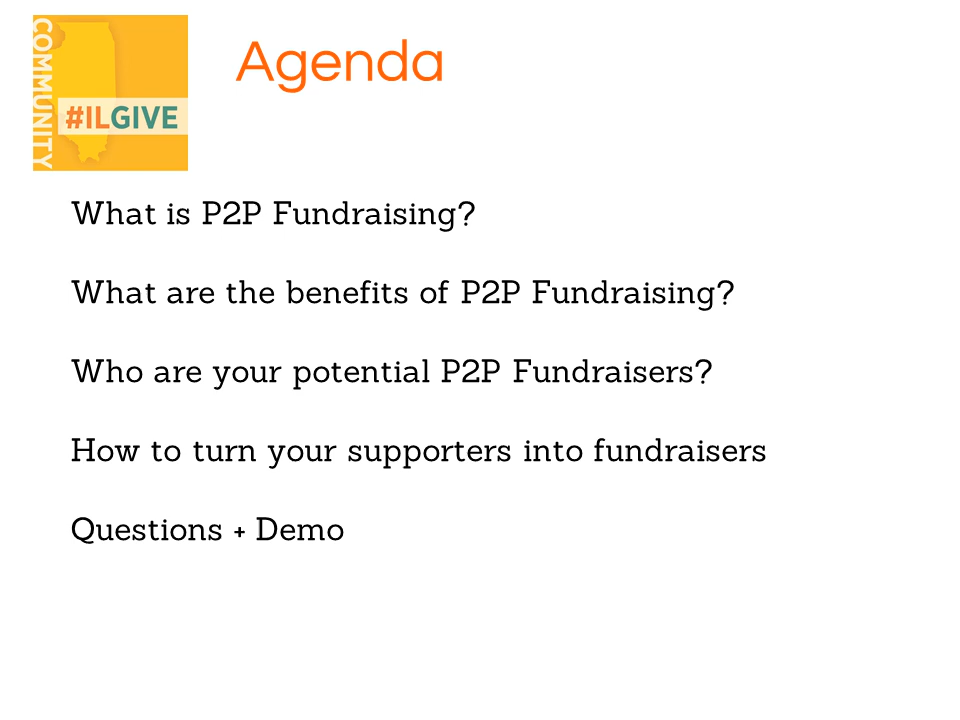 COMMUNITY
#ILGIVE
Agenda
What is P2P Fundraising?
What are the benefits of P2P Fundraising?
Who are your potential P2P Fundraisers?
How to turn your supporters into fundraisers
Questions + Demo